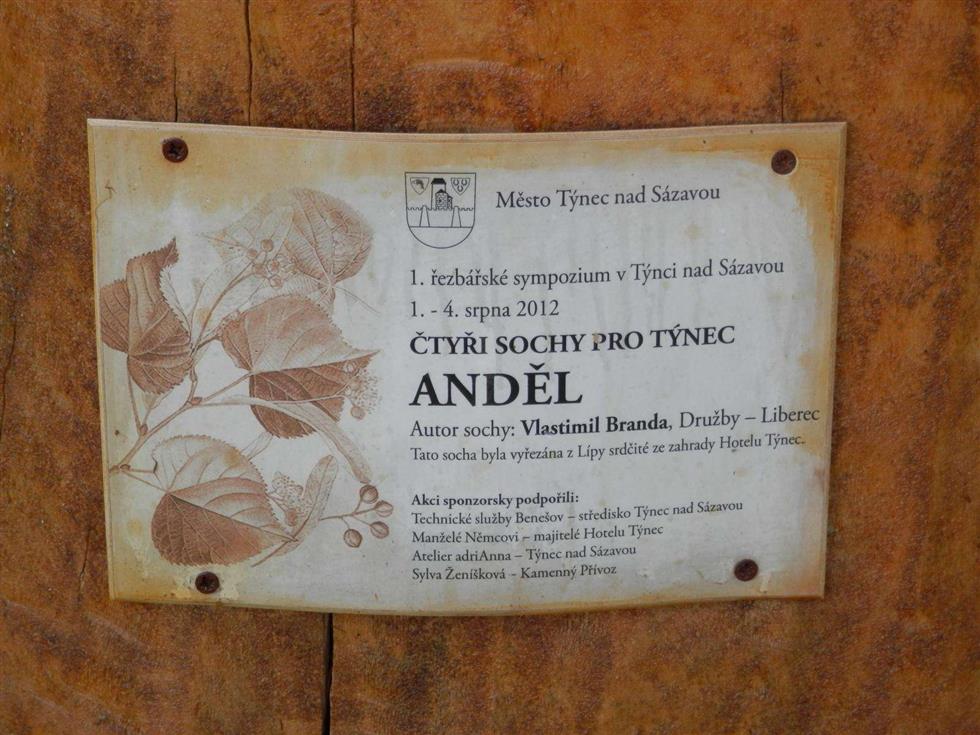 Město Týnec nad Sázavou
1. řezbářské sympozium v Týnci nad Sázavou
1. - 4. srpna 2012
ČTYŘI SOCHY PRO TÝNEC
ANDĚL
Autor sochy: Vlastimil Branda, Družby – Liberec
Tato socha byla vyřezána z Lípy srdčité ze zahrady Hotelu Týnec.
Akci sponzorsky podpořili:
Technické služby Benešov – středisko Týnec nad Sázavou
Manželé Němcovi – majitelé Hotelu Týnec
Atelier adriAnna – Týnec nad Sázavou
Sylva Ženíšková - Kamenný Přívoz